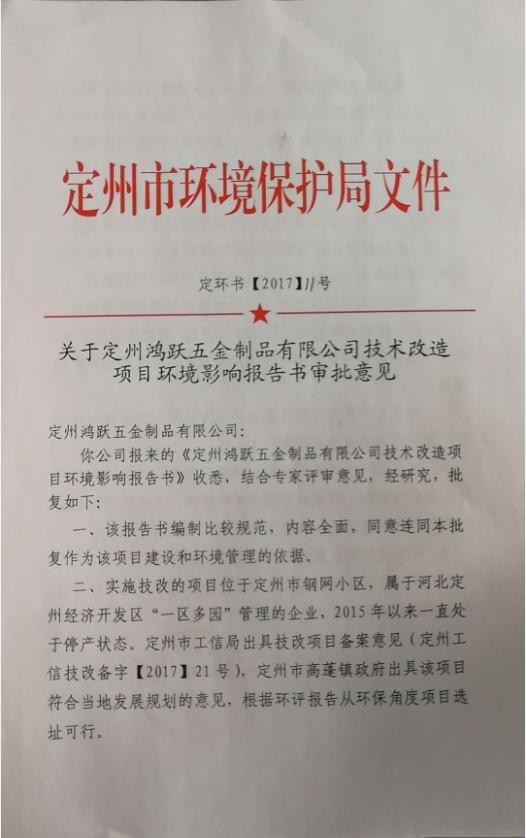 定州市环境保护局文件
定环书【2017】11号
关于定州鸿跃五金制品有限公司技术改造
项目环境影响报告书审批意见
定州鸿跃五金制品有限公司：
你公司报来的《定州鸿跃五金制品有限公司技术改造项
目环境影响报告书》收悉，结合专家评审意见，经研究，批
复如下：
一、该报告书编制比较规范，内容全面，同意连同本批
复作为该项目建设和环境管理的依据。
二、实施技改的项目位于定州市钢网小区，属于河北定
州经济开发区“一区多园”管理的企业，2015年以来一直处
于停产状态。定州市工信局出具技改项目备案意见（定州工
信技改备字【2017】21号），定州市高蓬镇政府出具该项目
符合当地发展规划的意见，根据环评报告从环保角度项目选
址可行。